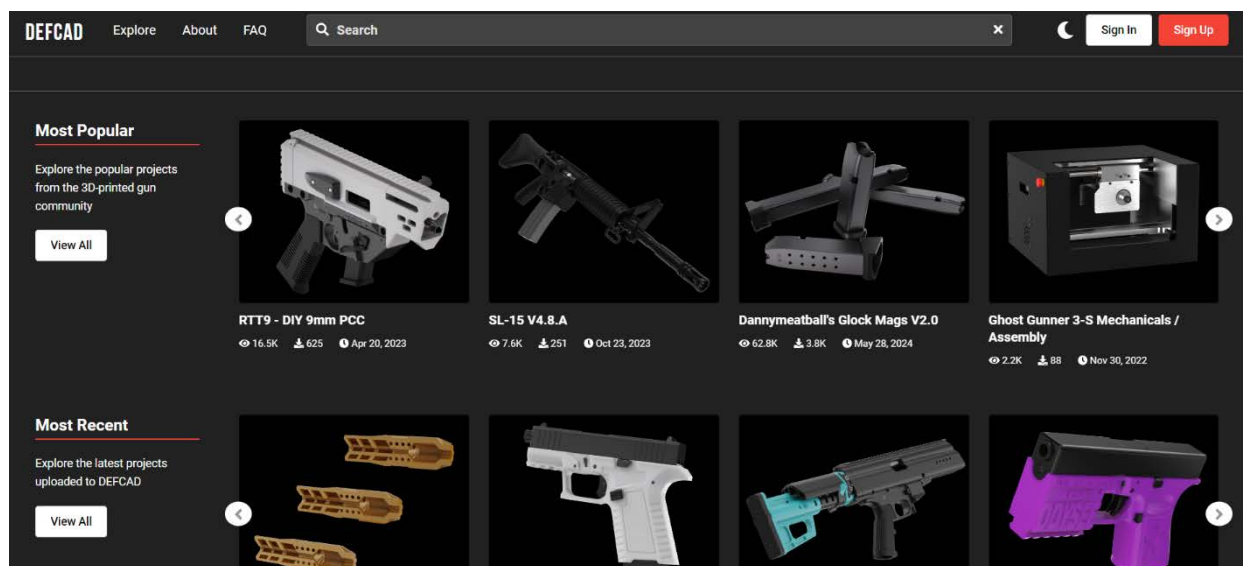 DEFCAD Explore About FAQ Search Sign In Sign Up
Most Popular
Explore the popular projects
from the 3D-printed gun
community
View All
RTT9 - DIY 9mm PCC
16.5K 625 Apr 20, 2023
SL-15 V4.8.A
7.6K 251 Oct 23, 2023
Dannymeatball's Glock Mags V2.0
62.8K 3.8K May 28, 2024
Ghost Gunner 3-S Mechanicals /
Assembly
2.2K 88 Nov 30, 2022
Most Recent
Explore the latest projects
uploaded to DEFCAD
View All